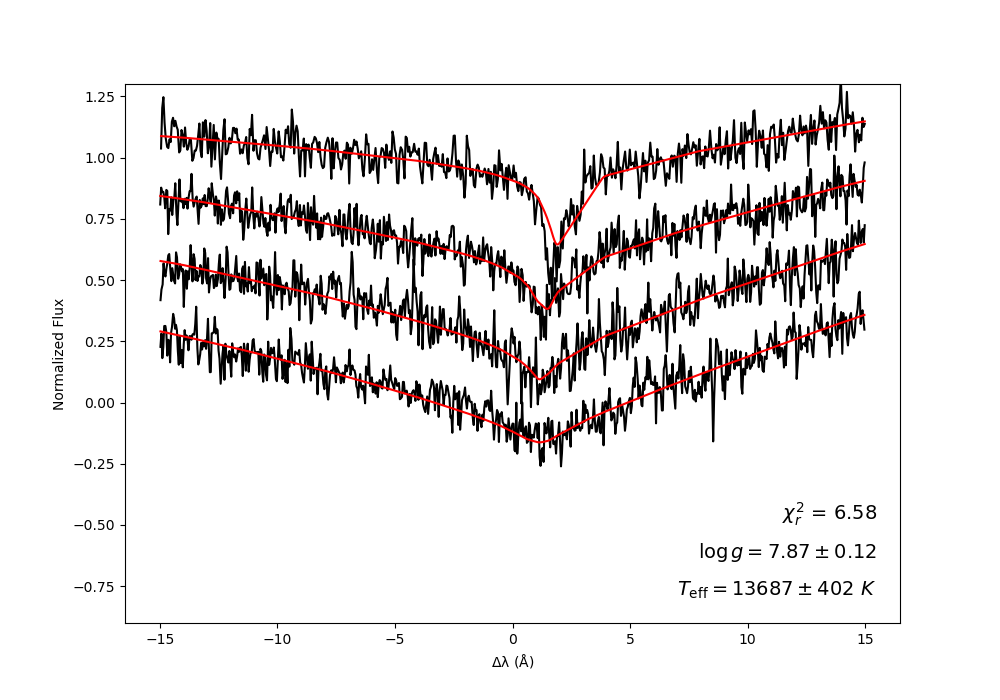 1.25
1.00
0.75
0.50
0.25
0.00
−0.25
−0.50
−0.75
Normalized Flux
χ²ᵣ = 6.58
log g = 7.87 ± 0.12
T_eff = 13687 ± 402 K
−15 −10 −5 0 5 10 15
Δλ (Å)